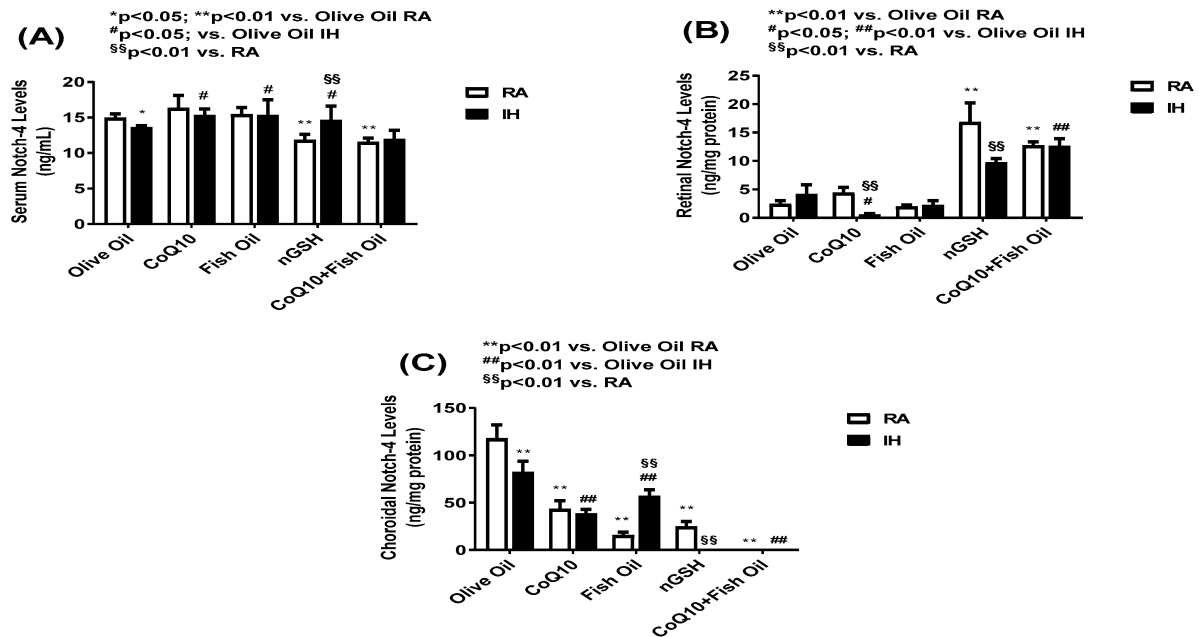 (A)
*p<0.05; **p<0.01 vs. Olive Oil RA
#p<0.05; vs. Olive Oil IH
§§p<0.01 vs. RA
Serum Notch-4 Levels
(ng/mL)
20
15
10
5
0
*
#
#
**
§§
#
**
RA
IH
Olive Oil
CoQ10
Fish Oil
nGSH
CoQ10+Fish Oil
(B)
**p<0.01 vs. Olive Oil RA
#p<0.05; ##p<0.01 vs. Olive Oil IH
§§p<0.01 vs. RA
Retinal Notch-4 Levels
(ng/mg protein)
25
20
15
10
5
0
§§
#
**
§§
**
##
RA
IH
Olive Oil
CoQ10
Fish Oil
nGSH
CoQ10+Fish Oil
(C)
**p<0.01 vs. Olive Oil RA
##p<0.01 vs. Olive Oil IH
§§p<0.01 vs. RA
Choroidal Notch-4 Levels
(ng/mg protein)
150
100
50
0
**
**
##
**
§§
##
**
§§
**
##
RA
IH
Olive Oil
CoQ10
Fish Oil
nGSH
CoQ10+Fish Oil